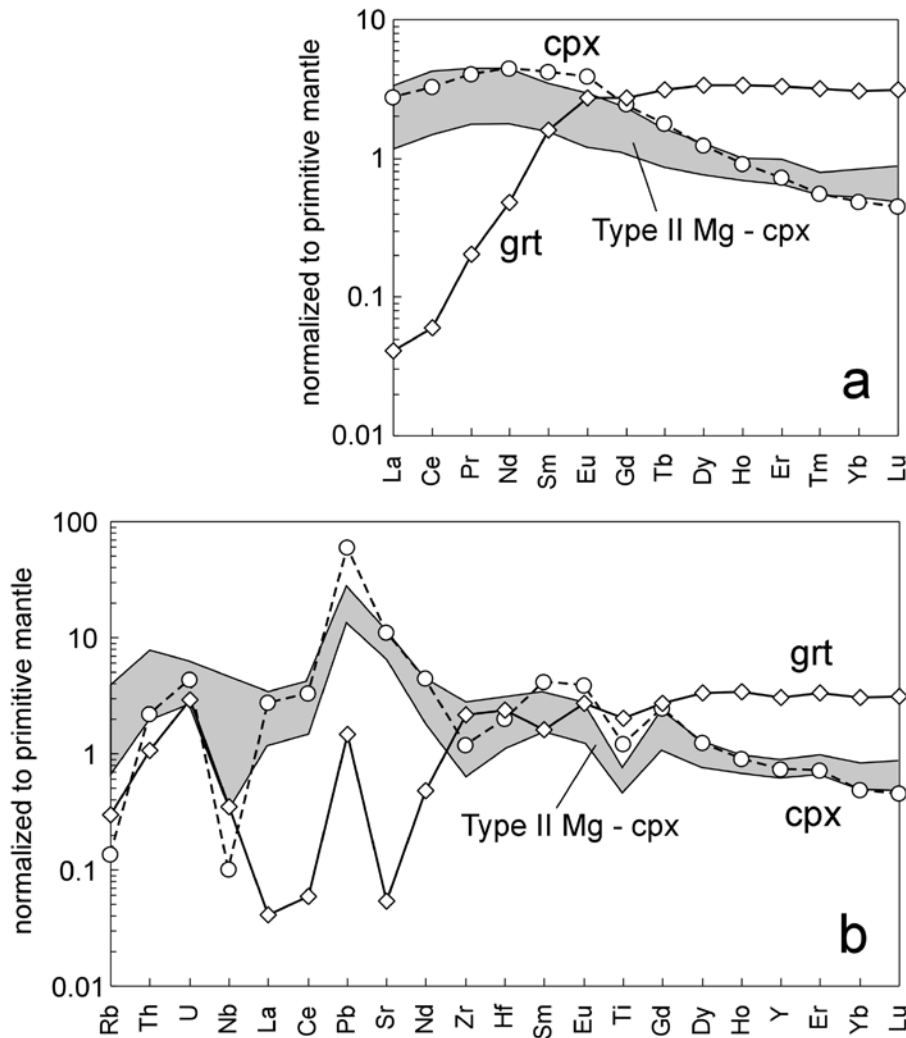 normalized to primitive mantle
10
1
0.1
0.01
cpx
grt
Type II Mg - cpx
a
La Ce Pr Nd Sm Eu Gd Tb Dy Ho Er Tm Yb Lu
normalized to primitive mantle
100
10
1
0.1
0.01
grt
Type II Mg - cpx
cpx
b
Rb Th U Nb La Ce Pb Sr Nd Zr Hf Sm Eu Ti Gd Dy Ho Y Er Yb Lu